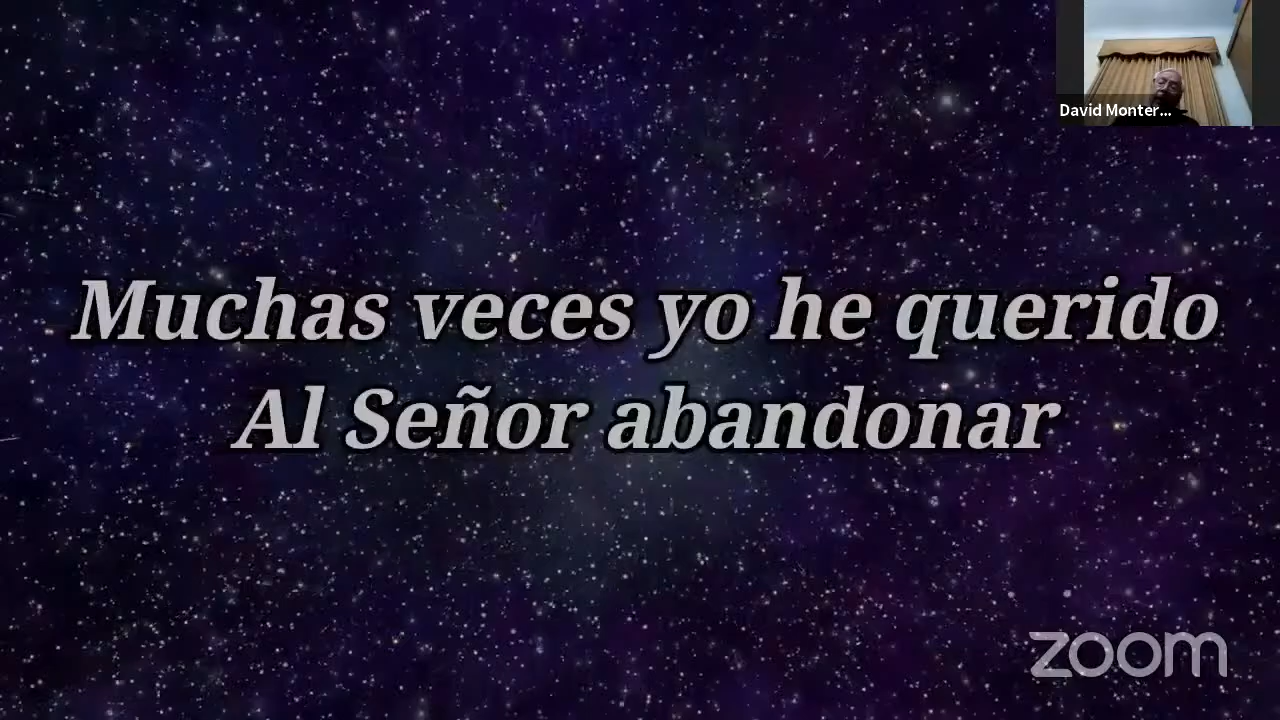 David Monter...
Muchas veces yo he querido
Al Señor abandonar
zoom